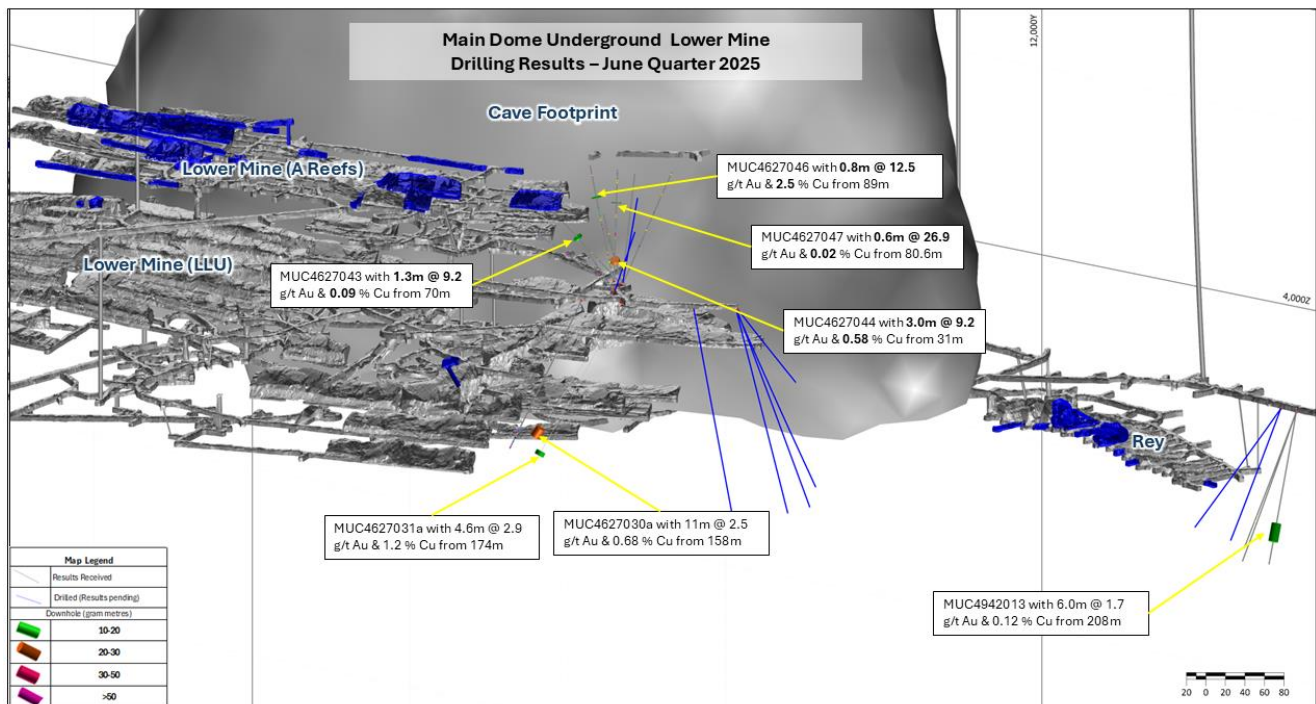 Main Dome Underground Lower Mine
Drilling Results – June Quarter 2025
12,000Y
Cave Footprint
Lower Mine (A Reefs)
MUC4627046 with 0.8m @ 12.5
g/t Au & 2.5 % Cu from 89m
MUC4627047 with 0.6m @ 26.9
g/t Au & 0.02 % Cu from 80.6m
Lower Mine (LLU)
MUC4627043 with 1.3m @ 9.2
g/t Au & 0.09 % Cu from 70m
4,000Z
MUC4627044 with 3.0m @ 9.2
g/t Au & 0.58 % Cu from 31m
Rey
MUC4627031a with 4.6m @ 2.9
g/t Au & 1.2 % Cu from 174m
MUC4627030a with 11m @ 2.5
g/t Au & 0.68 % Cu from 158m
MUC4942013 with 6.0m @ 1.7
g/t Au & 0.12 % Cu from 208m
Map Legend
Results Received
Drilled (Results pending)
Downhole (gram metres)
10-20
20-30
30-50
>50
20 0 20 40 60 80